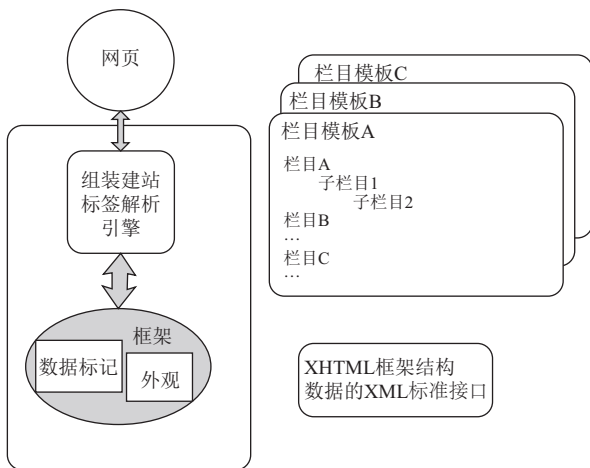 网页
组装建站
标签解析
引擎
框架
数据标记
外观
栏目模板C
栏目模板B
栏目模板A
栏目A
子栏目1
子栏目2
栏目B
…
栏目C
…
XHTML框架结构
数据的XML标准接口